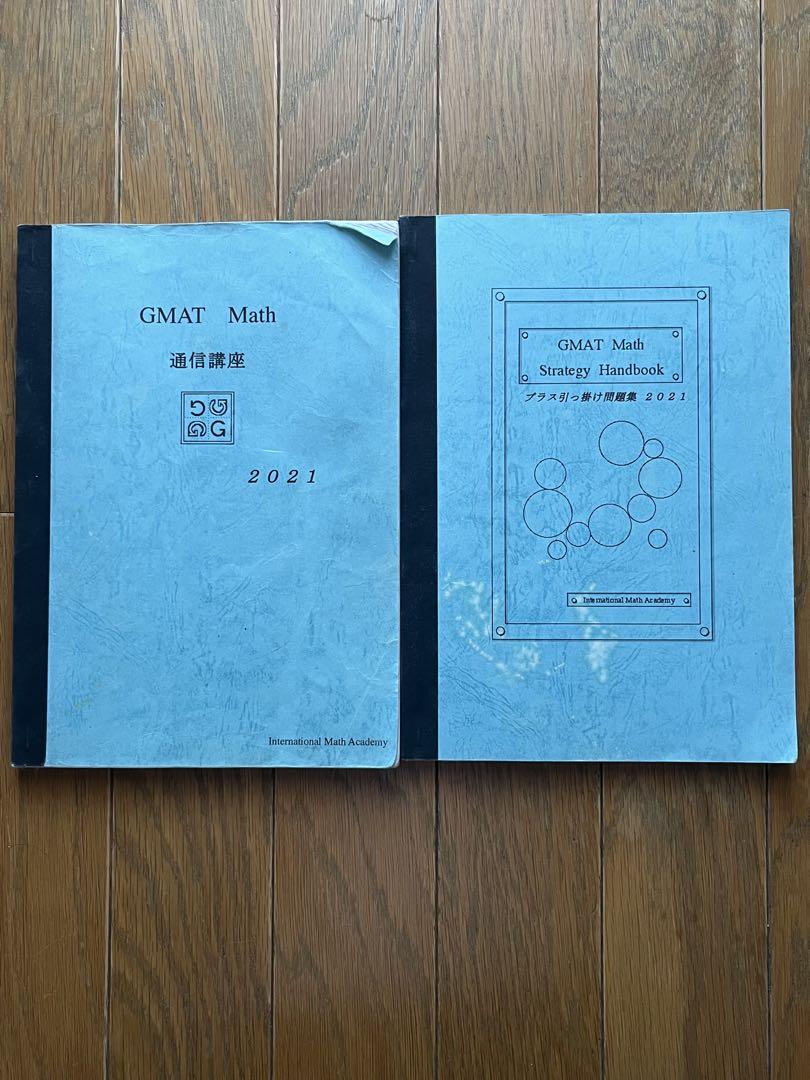 GMAT Math
通信講座
G
2021
International Math Academy
GMAT Math
Strategy Handbook
プラス引っ掛け問題集 2021
International Math Academy